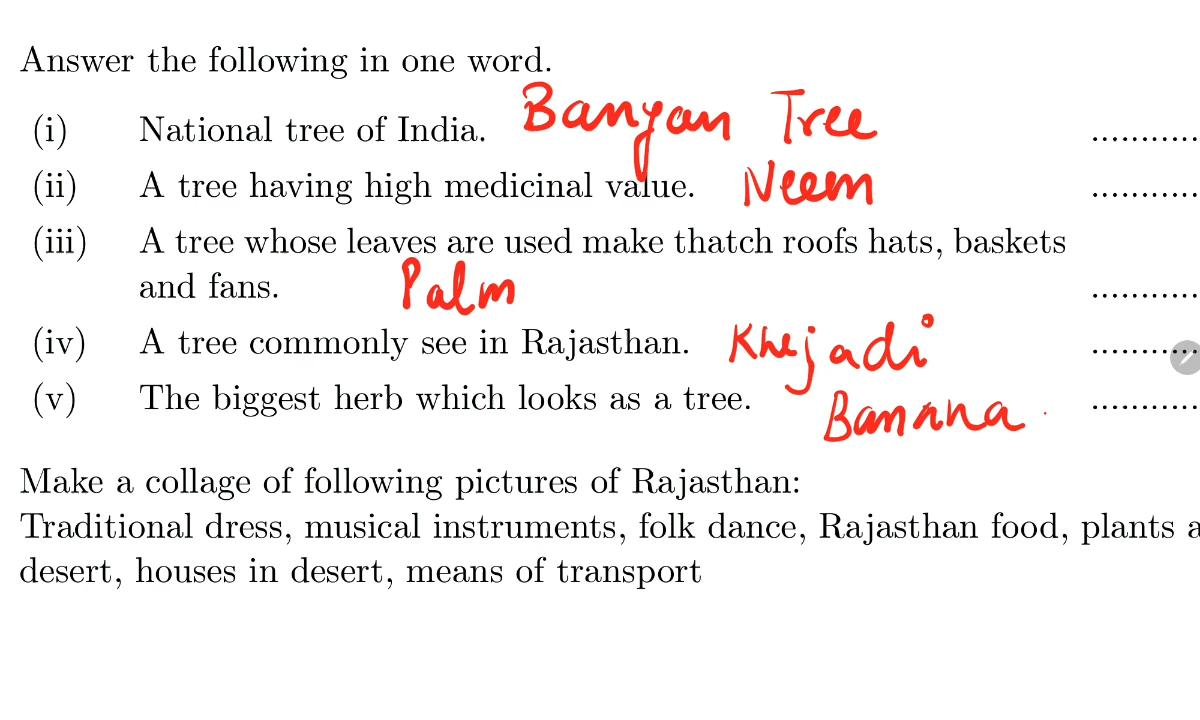 Answer the following in one word.
(i) National tree of India. Banyan Tree ...........
(ii) A tree having high medicinal value. Neem ...........
(iii) A tree whose leaves are used make thatch roofs hats, baskets
and fans. Palm ...........
(iv) A tree commonly see in Rajasthan. Khejadi ...........
(v) The biggest herb which looks as a tree. Banana ...........
Make a collage of following pictures of Rajasthan:
Traditional dress, musical instruments, folk dance, Rajasthan food, plants a
desert, houses in desert, means of transport